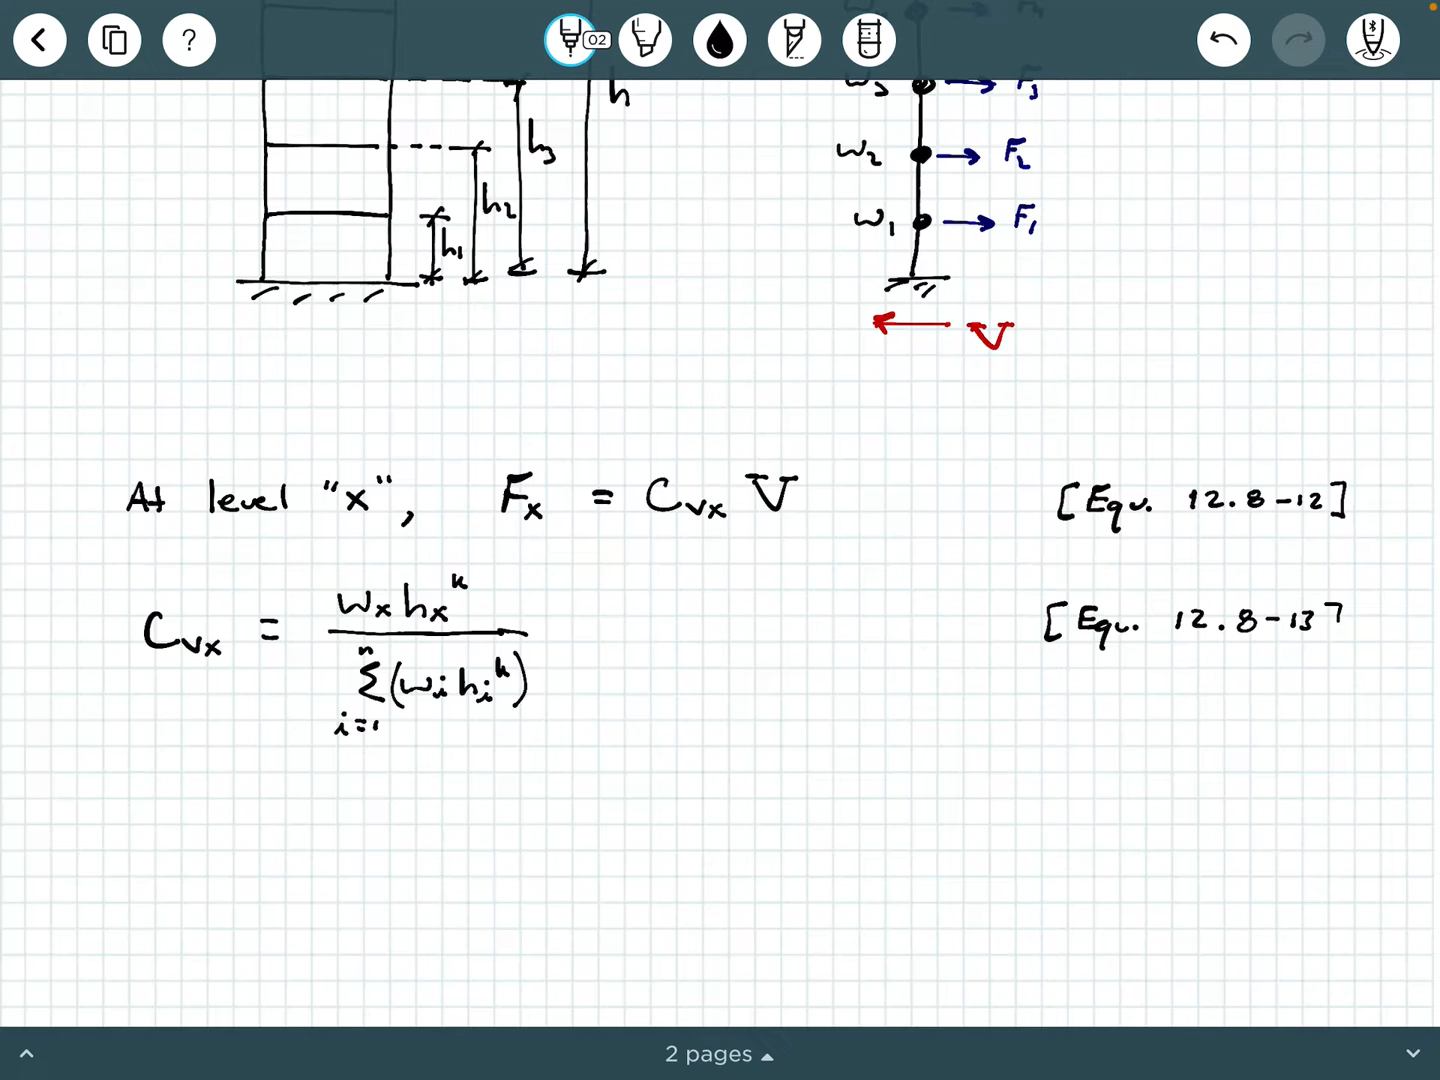 ?
02
h
w3 F3
h3
w2 F2
h2
w1 F1
h1
V
At level "x", Fx = Cvx V [Equ. 12.8-12]
Cvx = wx hx^k / n Σ i=1 (wi hi^k) [Equ. 12.8-13]
2 pages